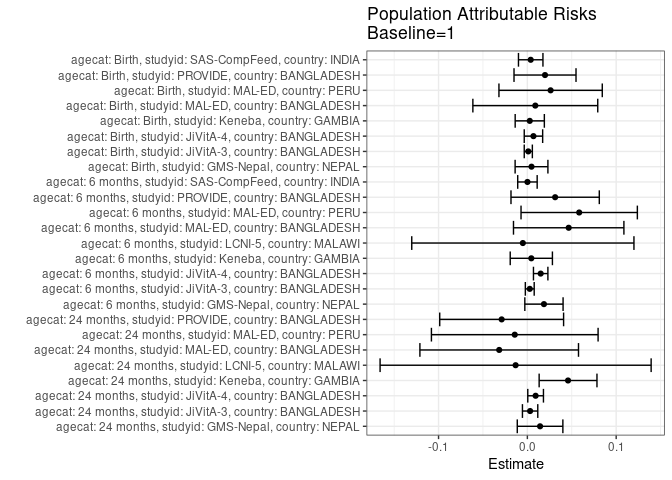 Population Attributable Risks
Baseline=1
agecat: Birth, studyid: SAS-CompFeed, country: INDIA
agecat: Birth, studyid: PROVIDE, country: BANGLADESH
agecat: Birth, studyid: MAL-ED, country: PERU
agecat: Birth, studyid: MAL-ED, country: BANGLADESH
agecat: Birth, studyid: Keneba, country: GAMBIA
agecat: Birth, studyid: JiVitA-4, country: BANGLADESH
agecat: Birth, studyid: JiVitA-3, country: BANGLADESH
agecat: Birth, studyid: GMS-Nepal, country: NEPAL
agecat: 6 months, studyid: SAS-CompFeed, country: INDIA
agecat: 6 months, studyid: PROVIDE, country: BANGLADESH
agecat: 6 months, studyid: MAL-ED, country: PERU
agecat: 6 months, studyid: MAL-ED, country: BANGLADESH
agecat: 6 months, studyid: LCNI-5, country: MALAWI
agecat: 6 months, studyid: Keneba, country: GAMBIA
agecat: 6 months, studyid: JiVitA-4, country: BANGLADESH
agecat: 6 months, studyid: JiVitA-3, country: BANGLADESH
agecat: 6 months, studyid: GMS-Nepal, country: NEPAL
agecat: 24 months, studyid: PROVIDE, country: BANGLADESH
agecat: 24 months, studyid: MAL-ED, country: PERU
agecat: 24 months, studyid: MAL-ED, country: BANGLADESH
agecat: 24 months, studyid: LCNI-5, country: MALAWI
agecat: 24 months, studyid: Keneba, country: GAMBIA
agecat: 24 months, studyid: JiVitA-4, country: BANGLADESH
agecat: 24 months, studyid: JiVitA-3, country: BANGLADESH
agecat: 24 months, studyid: GMS-Nepal, country: NEPAL
-0.1 0.0 0.1
Estimate